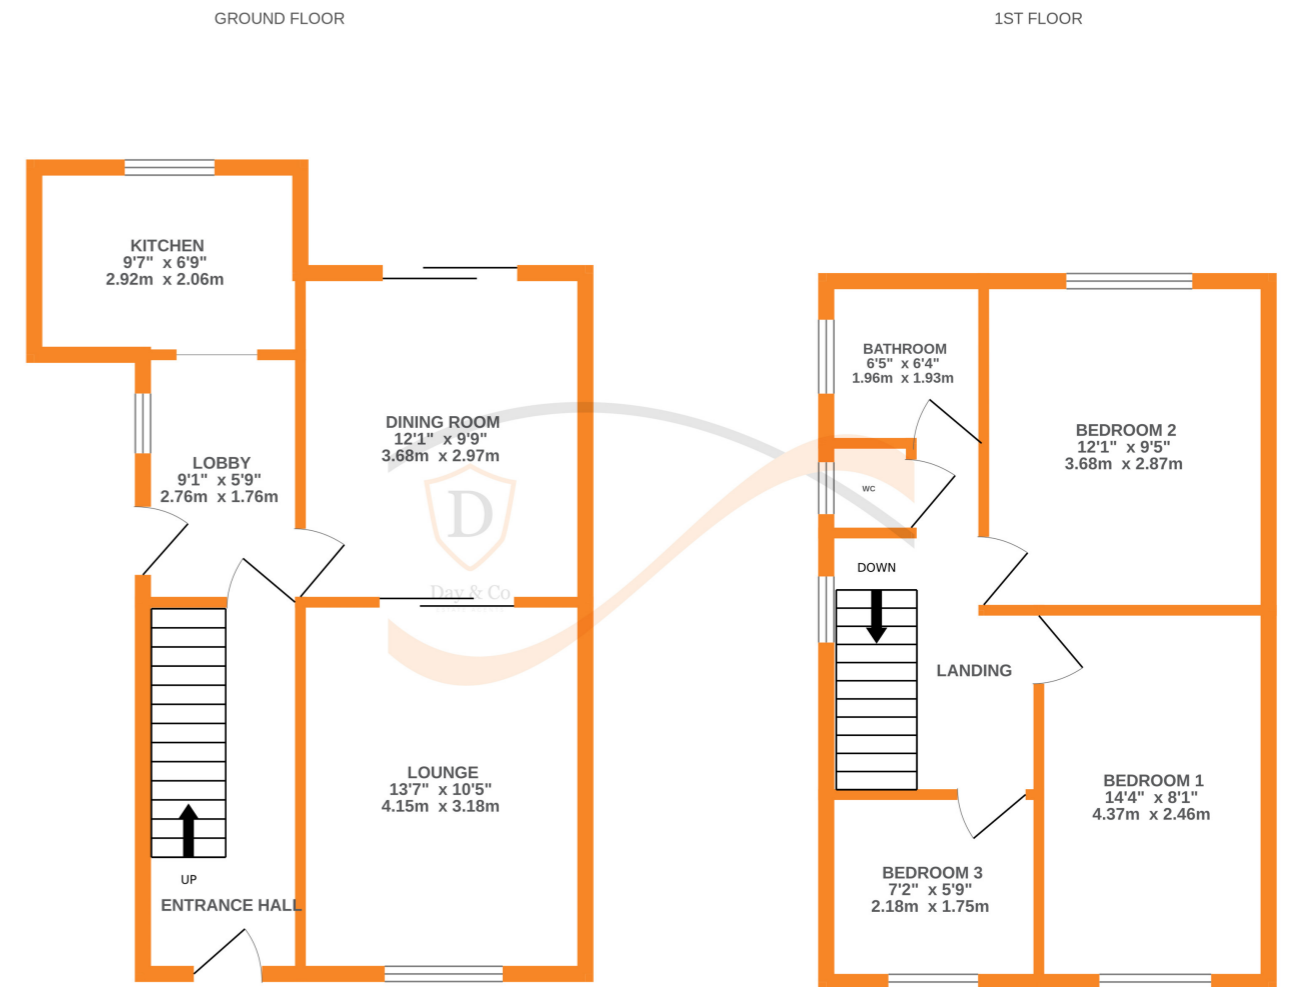 GROUND FLOOR
1ST FLOOR
KITCHEN
9'7" x 6'9"
2.92m x 2.06m
DINING ROOM
12'1" x 9'9"
3.68m x 2.97m
LOBBY
9'1" x 5'9"
2.76m x 1.76m
D
Day & Co
LOUNGE
13'7" x 10'5"
4.15m x 3.18m
UP
ENTRANCE HALL
BATHROOM
6'5" x 6'4"
1.96m x 1.93m
BEDROOM 2
12'1" x 9'5"
3.68m x 2.87m
WC
DOWN
LANDING
BEDROOM 1
14'4" x 8'1"
4.37m x 2.46m
BEDROOM 3
7'2" x 5'9"
2.18m x 1.75m